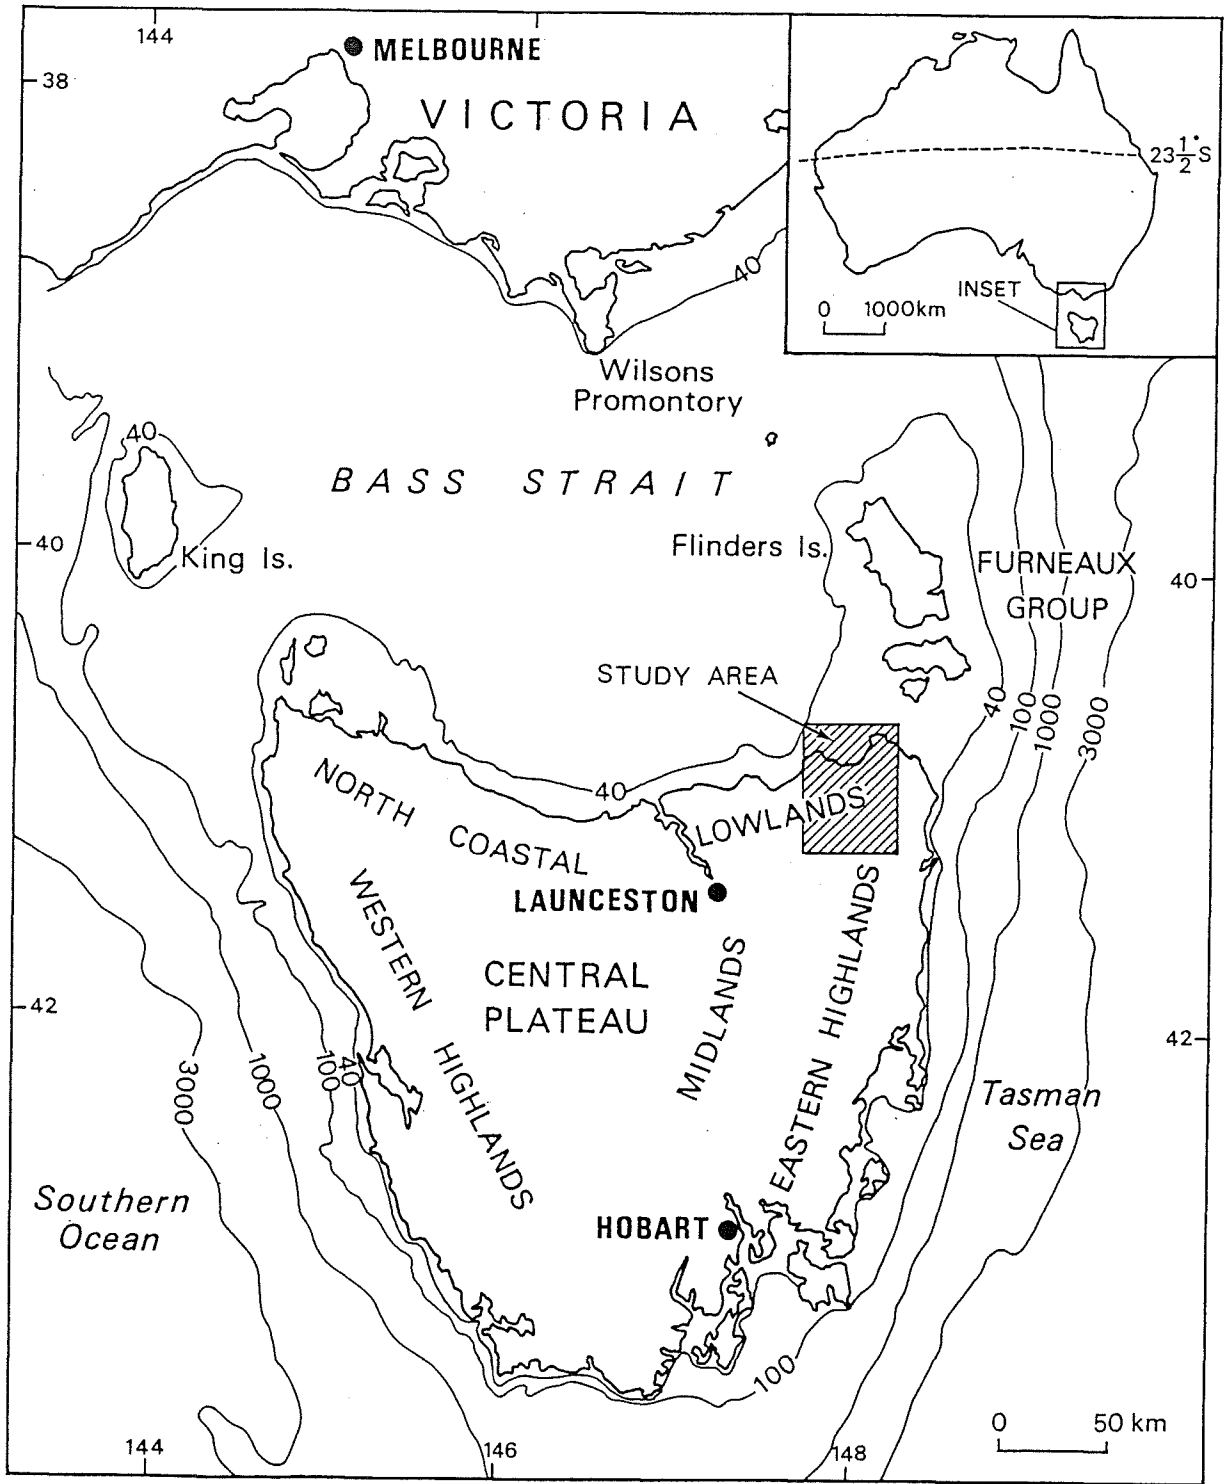 144
MELBOURNE
38
VICTORIA
23½°S
INSET
0 1000km
40
Wilsons
Promontory
40
BASS STRAIT
40
King Is.
Flinders Is.
FURNEAUX
GROUP
40
STUDY AREA
40
100
1000
3000
NORTH COASTAL LOWLANDS
40
LAUNCESTON
WESTERN HIGHLANDS
CENTRAL
PLATEAU
MIDLANDS
EASTERN HIGHLANDS
42
42
3000
1000
100
40
Tasman
Sea
Southern
Ocean
HOBART
100
0 50 km
144
146
148